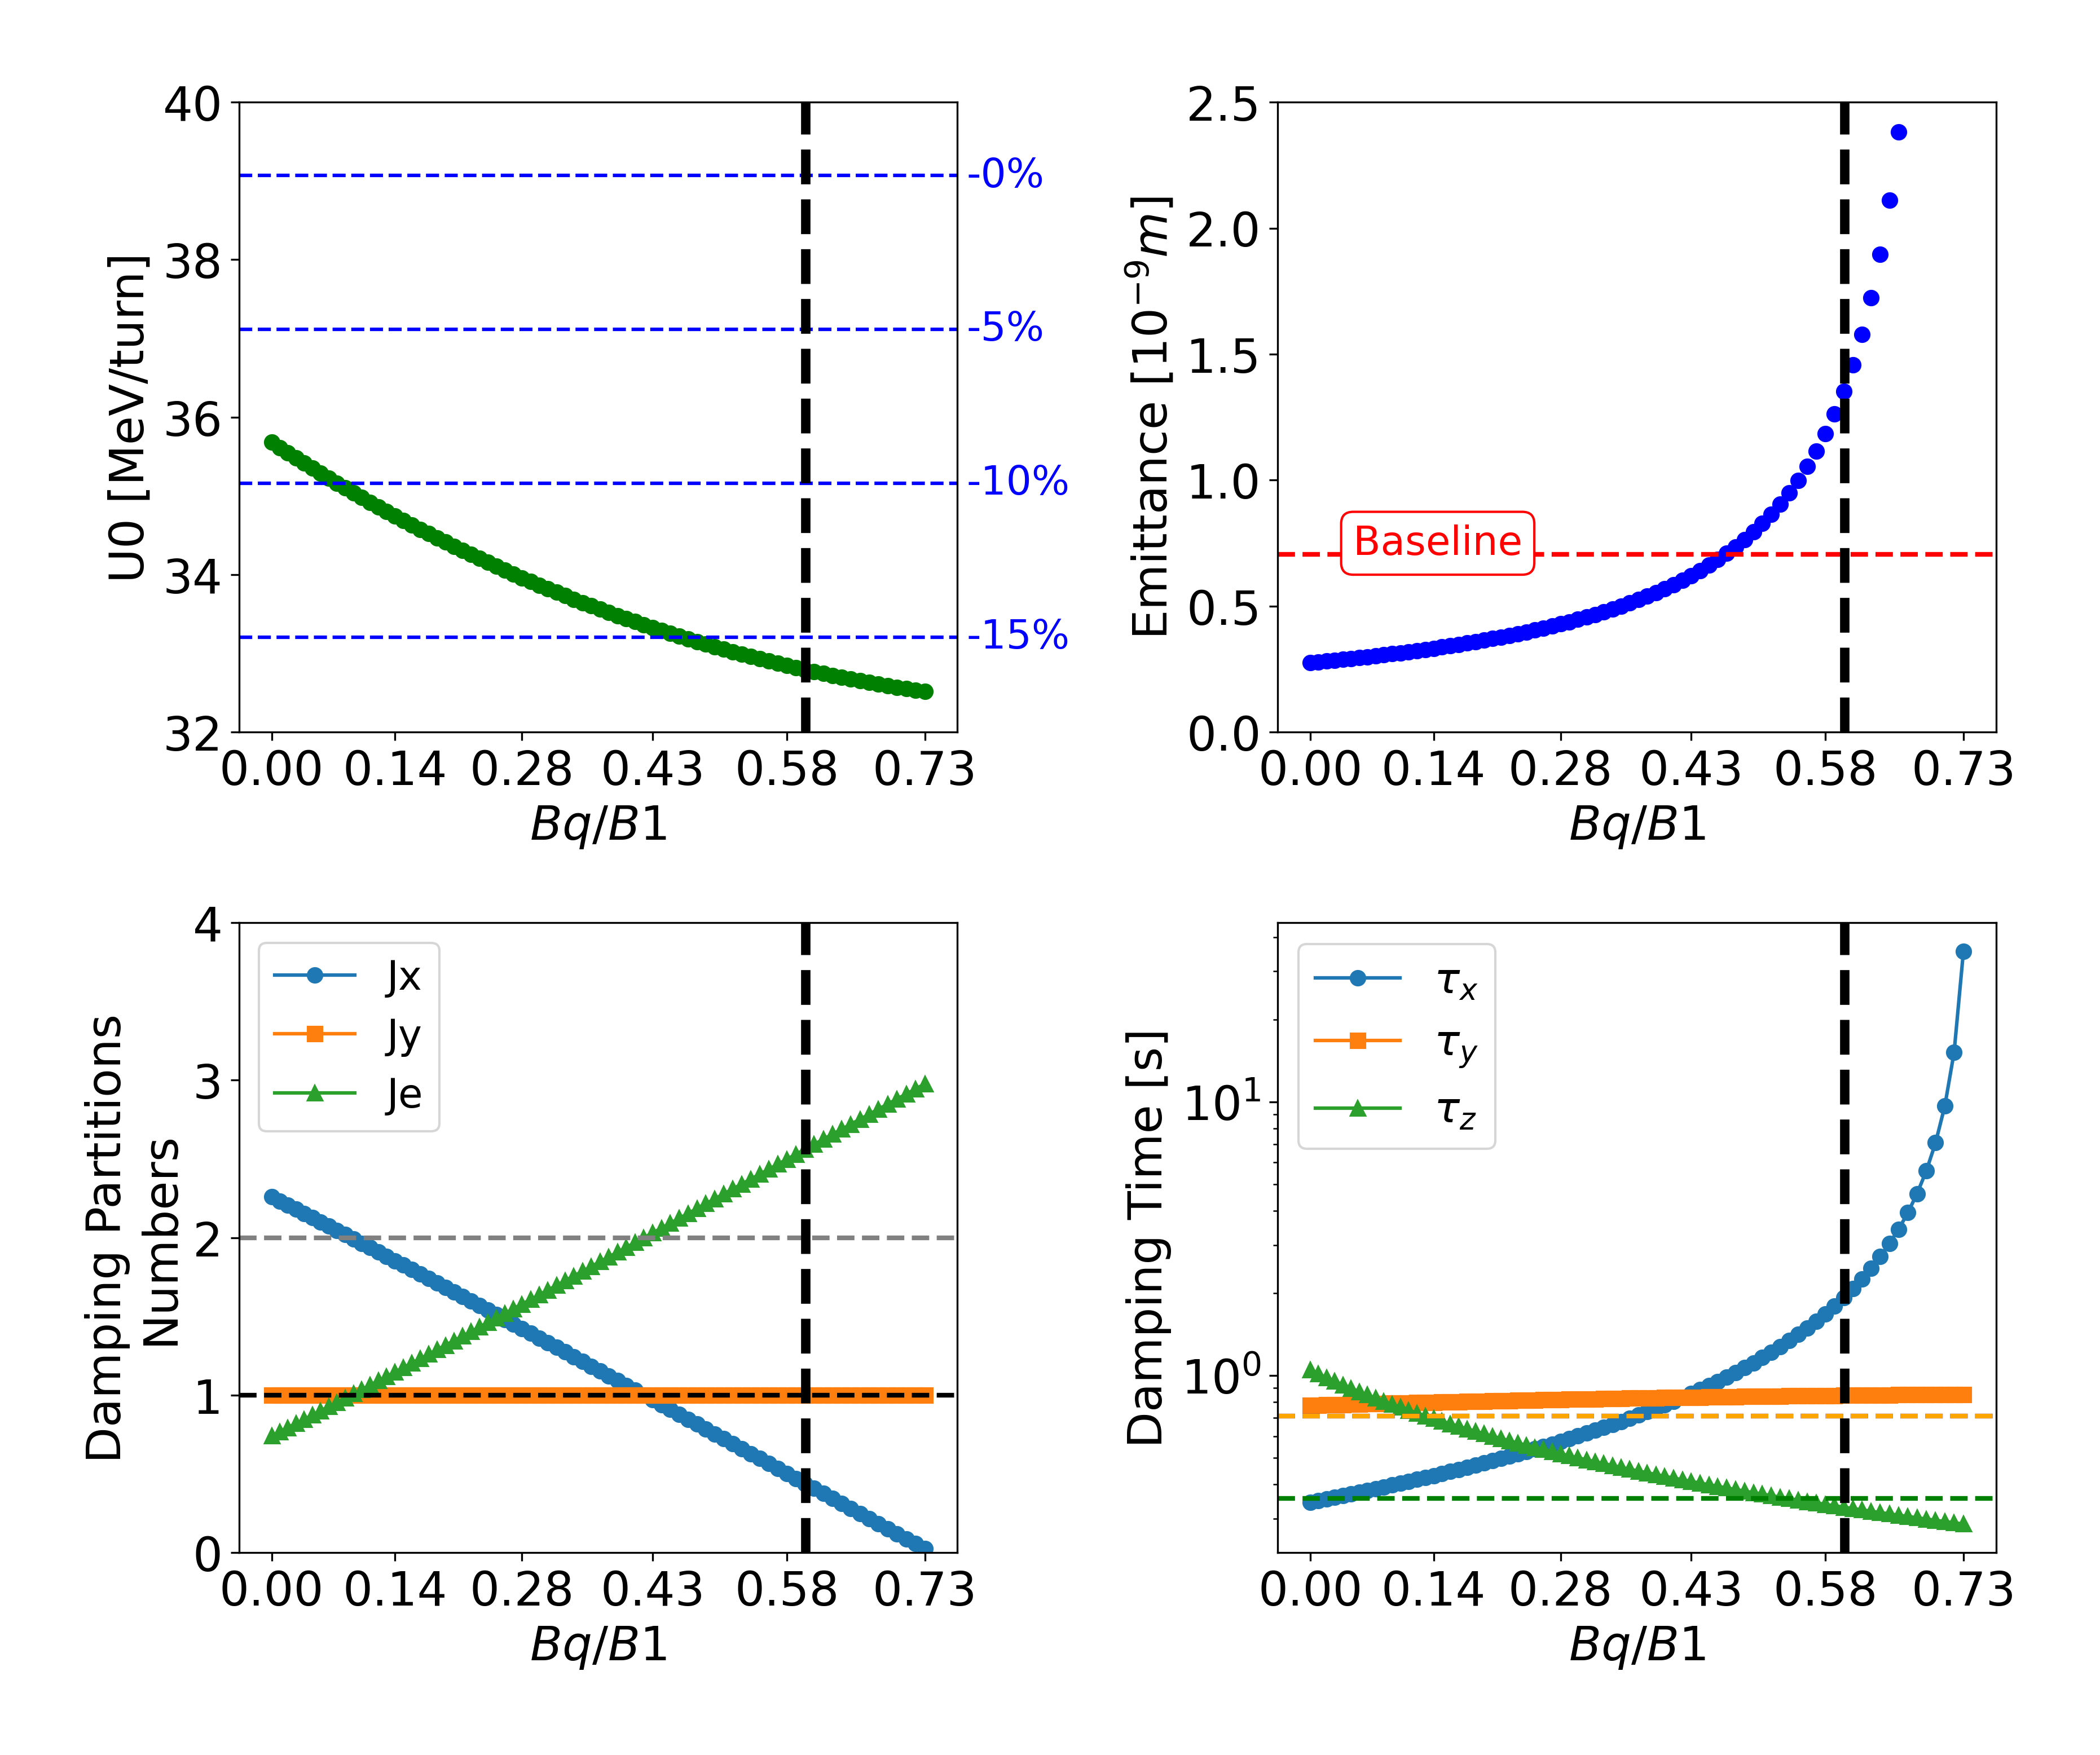 40
38
36
34
32
U0 [MeV/turn]
-0%
-5%
-10%
-15%
0.00 0.14 0.28 0.43 0.58 0.73
Bq/B1
2.5
2.0
1.5
1.0
0.5
0.0
Emittance [10⁻⁹m]
Baseline
0.00 0.14 0.28 0.43 0.58 0.73
Bq/B1
4
3
2
1
0
Damping Partitions
Numbers
Jx
Jy
Je
0.00 0.14 0.28 0.43 0.58 0.73
Bq/B1
10¹
10⁰
Damping Time [s]
τx
τy
τz
0.00 0.14 0.28 0.43 0.58 0.73
Bq/B1